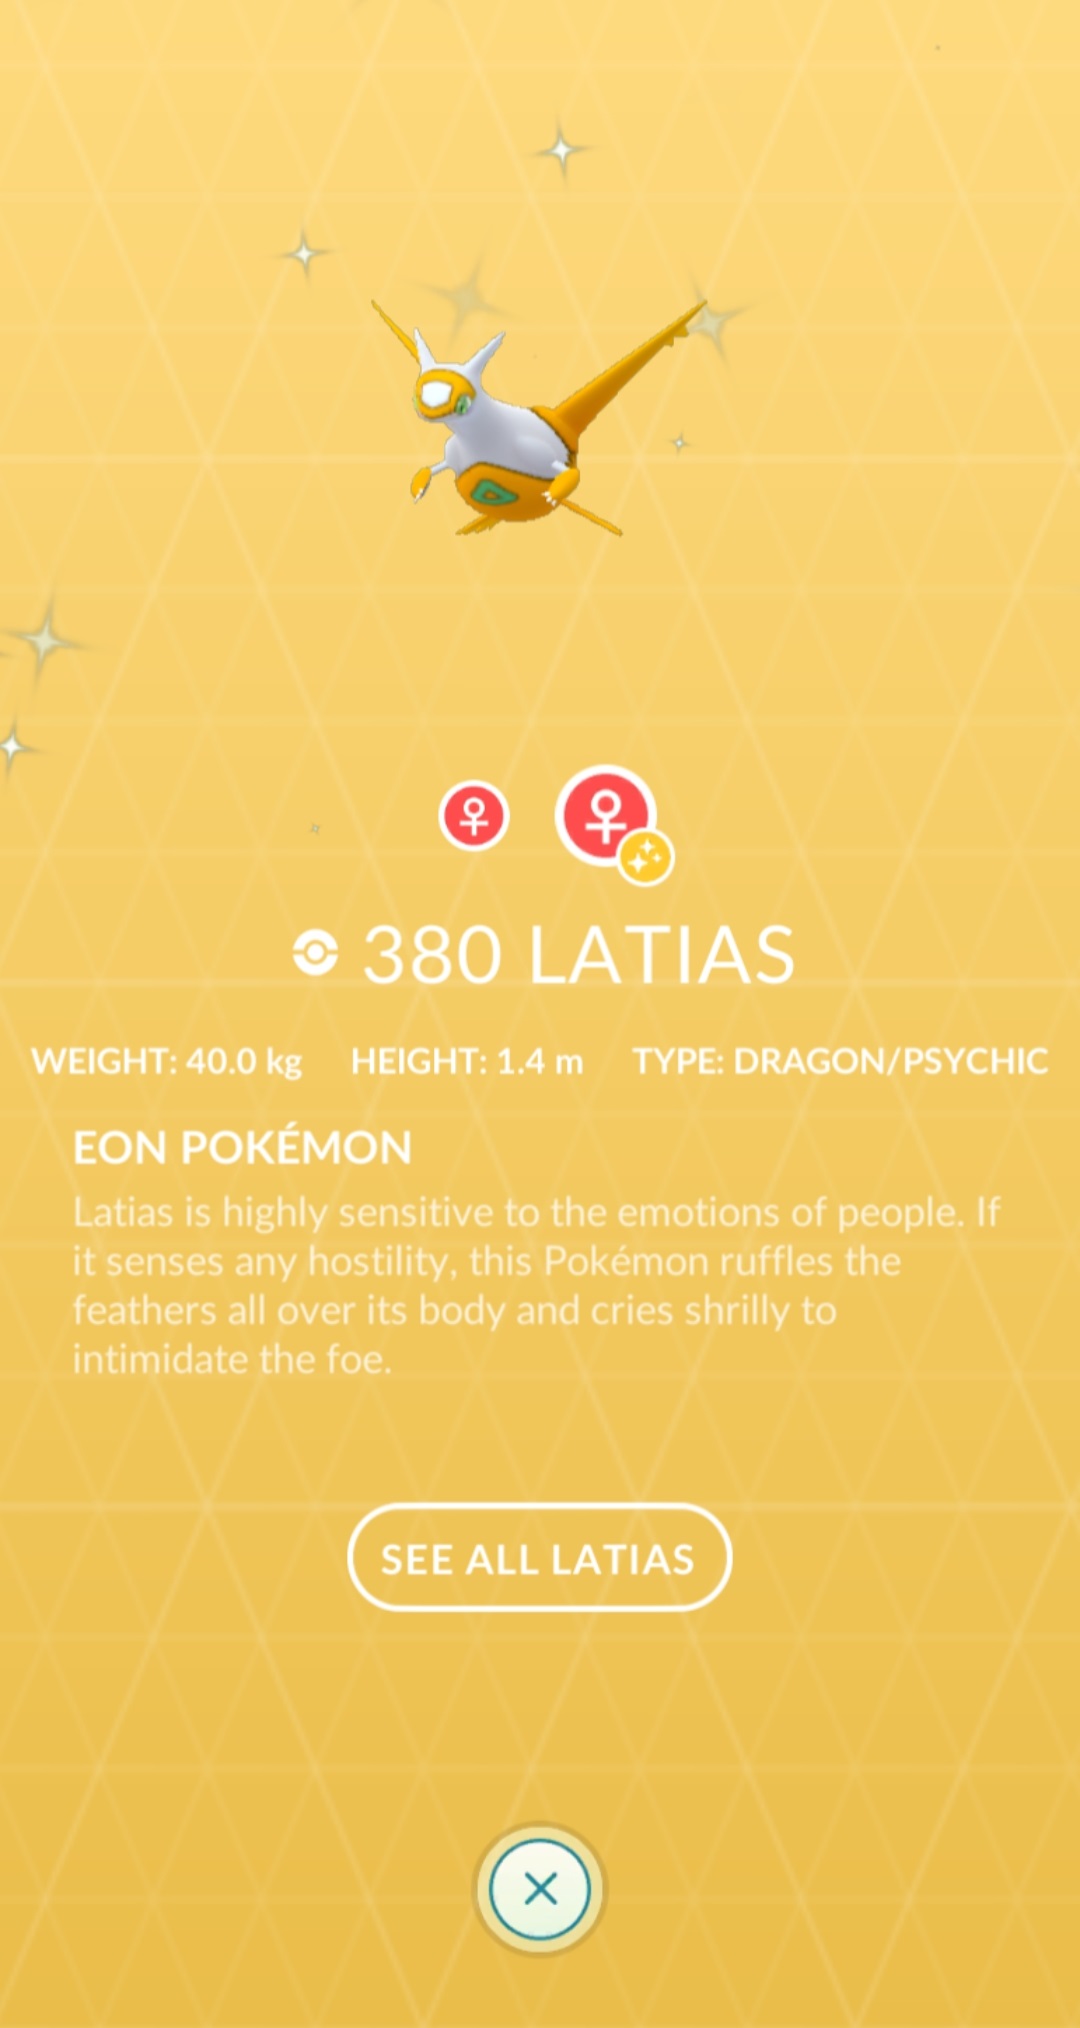 380 LATIAS
WEIGHT: 40.0 kg HEIGHT: 1.4 m TYPE: DRAGON/PSYCHIC
EON POKÉMON
Latias is highly sensitive to the emotions of people. If
it senses any hostility, this Pokémon ruffles the
feathers all over its body and cries shrilly to
intimidate the foe.
SEE ALL LATIAS